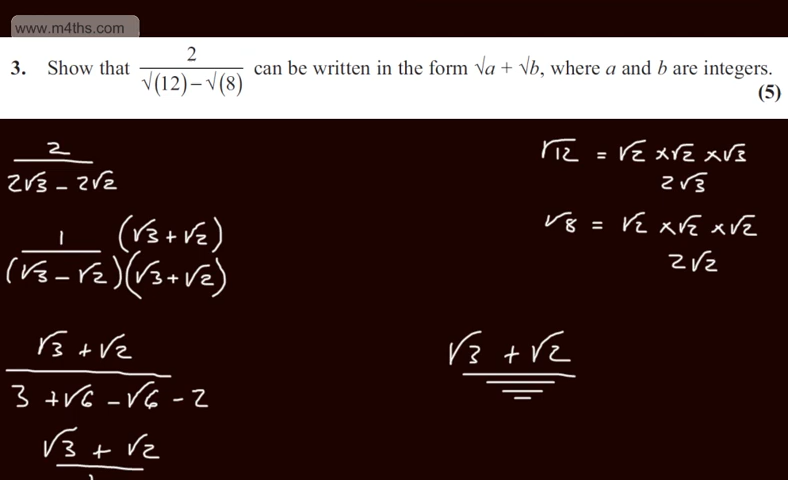 www.m4ths.com
3. Show that 2/(√(12)–√(8)) can be written in the form √a + √b, where a and b are integers.
(5)
2/(2√3 - 2√2)
1 (√3 + √2)/(√3 - √2)(√3 + √2)
(√3 + √2)/(3 + √6 - √6 - 2)
√3 + √2
√12 = √2 × √2 × √3
2√3
√8 = √2 × √2 × √2
2√2
√3 + √2